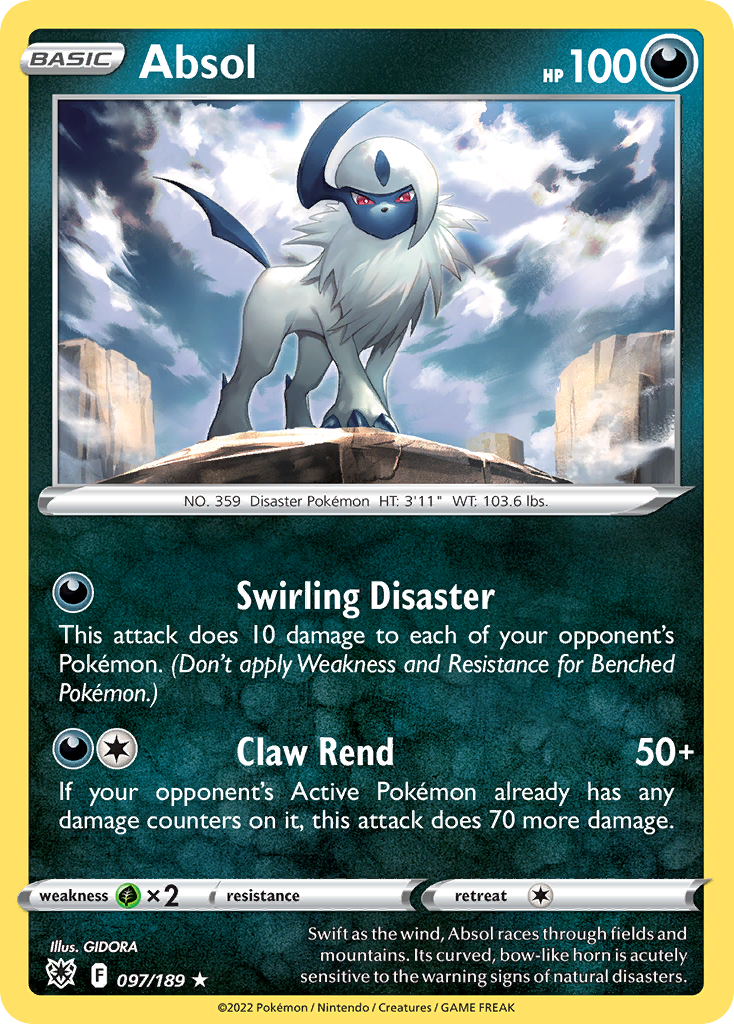 BASIC Absol HP 100
NO. 359 Disaster Pokémon HT: 3'11" WT: 103.6 lbs.
Swirling Disaster
This attack does 10 damage to each of your opponent's
Pokémon. (Don't apply Weakness and Resistance for Benched
Pokémon.)
Claw Rend 50+
If your opponent's Active Pokémon already has any
damage counters on it, this attack does 70 more damage.
weakness ×2 resistance retreat
Illus. GIDORA
F 097/189 ★
Swift as the wind, Absol races through fields and
mountains. Its curved, bow-like horn is acutely
sensitive to the warning signs of natural disasters.
©2022 Pokémon / Nintendo / Creatures / GAME FREAK